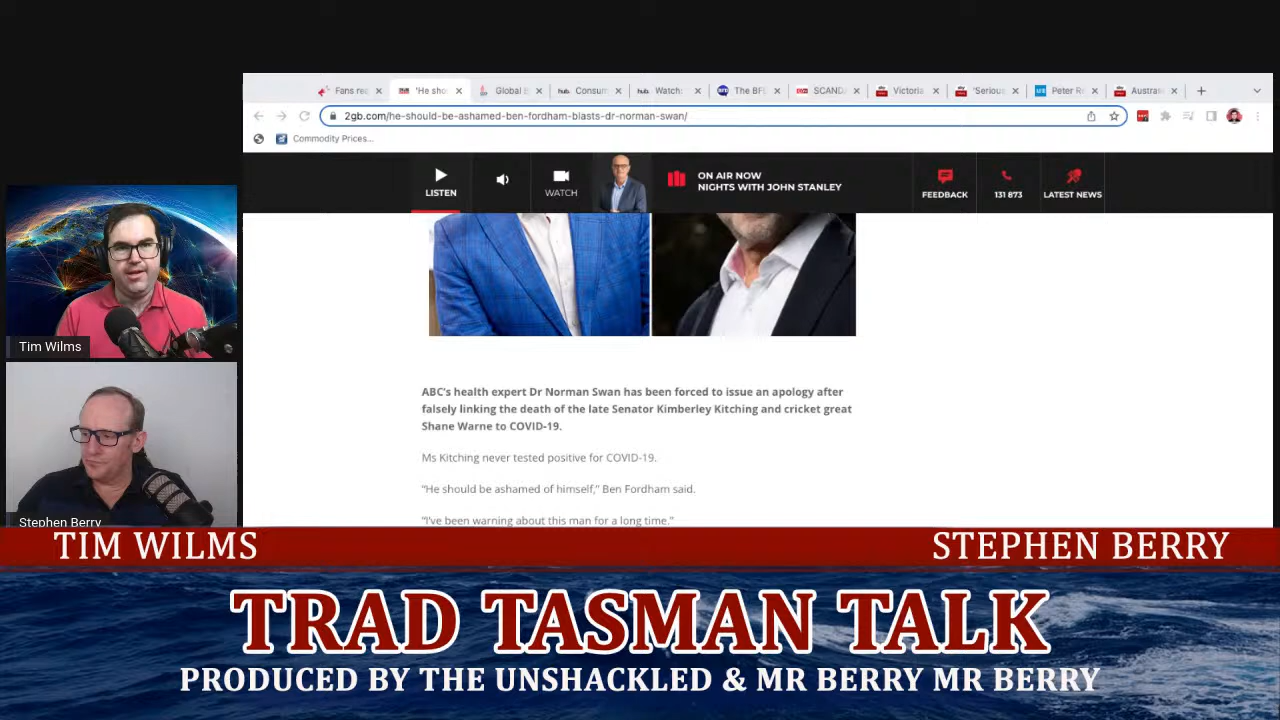 Fans rea
'He sho
Global E
hub. Consum
hub. Watch:
The BFL
SCAND
Victoria
'Serious
Peter R
Austral
2gb.com/he-should-be-ashamed-ben-fordham-blasts-dr-norman-swan/
Commodity Prices...
LISTEN
WATCH
ON AIR NOW
NIGHTS WITH JOHN STANLEY
FEEDBACK
131 873
LATEST NEWS
Tim Wilms
Stephen Berry
ABC's health expert Dr Norman Swan has been forced to issue an apology after
falsely linking the death of the late Senator Kimberley Kitching and cricket great
Shane Warne to COVID-19.
Ms Kitching never tested positive for COVID-19.
“He should be ashamed of himself,” Ben Fordham said.
“I've been warning about this man for a long time.”
TIM WILMS
STEPHEN BERRY
TRAD TASMAN TALK
PRODUCED BY THE UNSHACKLED & MR BERRY MR BERRY